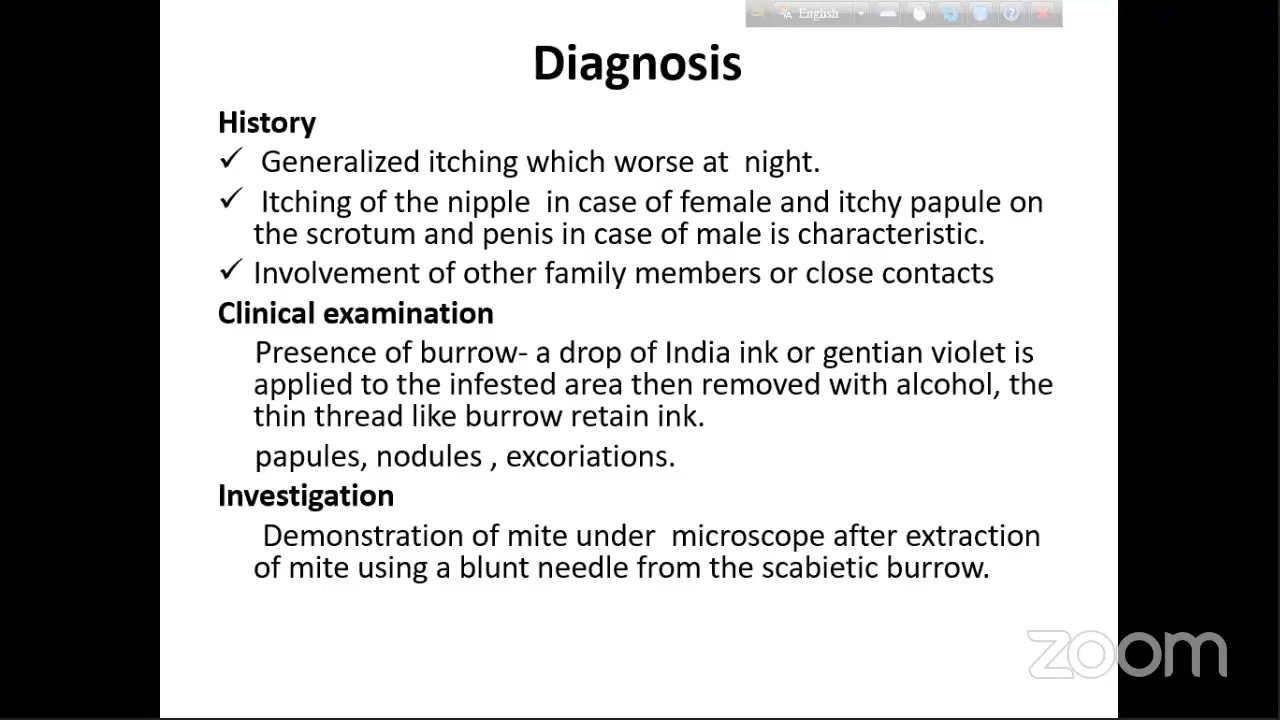 English
Diagnosis
History
✓ Generalized itching which worse at night.
✓ Itching of the nipple in case of female and itchy papule on
the scrotum and penis in case of male is characteristic.
✓ Involvement of other family members or close contacts
Clinical examination
Presence of burrow- a drop of India ink or gentian violet is
applied to the infested area then removed with alcohol, the
thin thread like burrow retain ink.
papules, nodules , excoriations.
Investigation
Demonstration of mite under microscope after extraction
of mite using a blunt needle from the scabietic burrow.
zoom